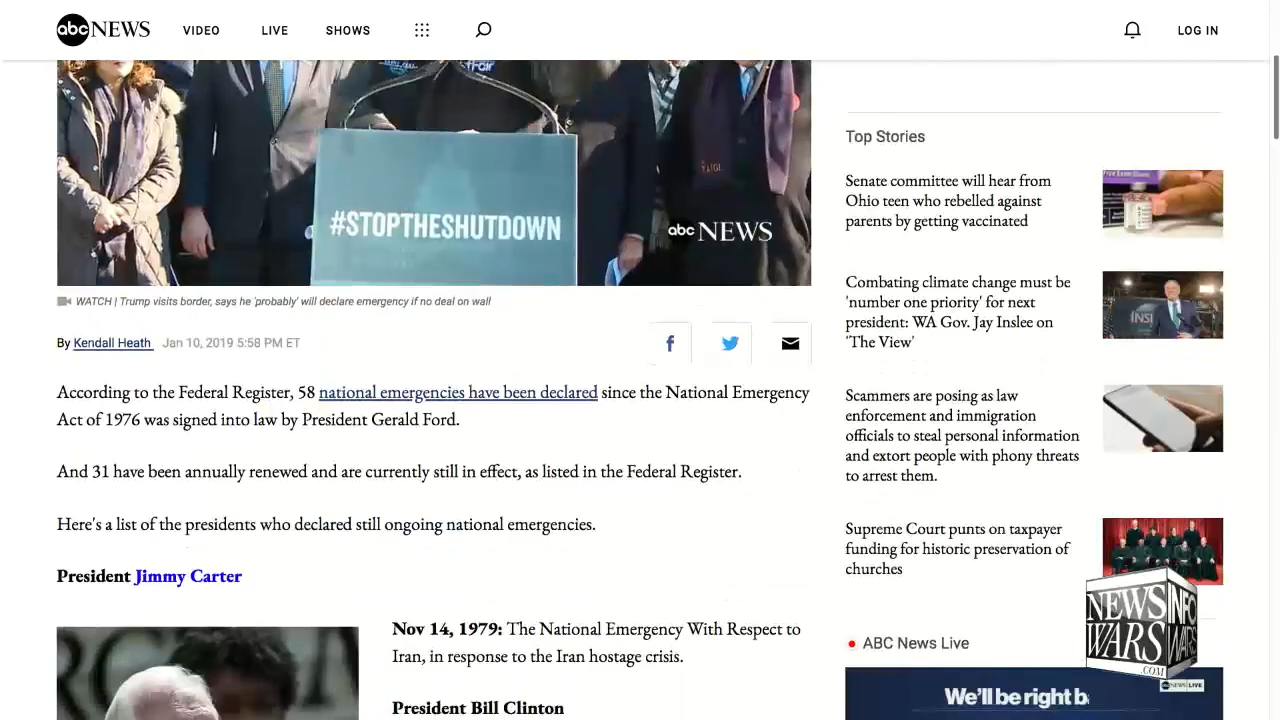 abc NEWS VIDEO LIVE SHOWS LOG IN
#STOPTHESHUTDOWN
abc NEWS
WATCH | Trump visits border, says he 'probably' will declare emergency if no deal on wall
By Kendall Heath Jan 10, 2019 5:58 PM ET
According to the Federal Register, 58 national emergencies have been declared since the National Emergency
Act of 1976 was signed into law by President Gerald Ford.
And 31 have been annually renewed and are currently still in effect, as listed in the Federal Register.
Here's a list of the presidents who declared still ongoing national emergencies.
President Jimmy Carter
Nov 14, 1979: The National Emergency With Respect to
Iran, in response to the Iran hostage crisis.
President Bill Clinton
Top Stories
Senate committee will hear from
Ohio teen who rebelled against
parents by getting vaccinated
Combating climate change must be
'number one priority' for next
president: WA Gov. Jay Inslee on
'The View'
INSL
Scammers are posing as law
enforcement and immigration
officials to steal personal information
and extort people with phony threats
to arrest them.
Supreme Court punts on taxpayer
funding for historic preservation of
churches
NEWS
WARS
.COM
INFO
WARS
ABC News Live
abc NEWS LIVE
We'll be right b